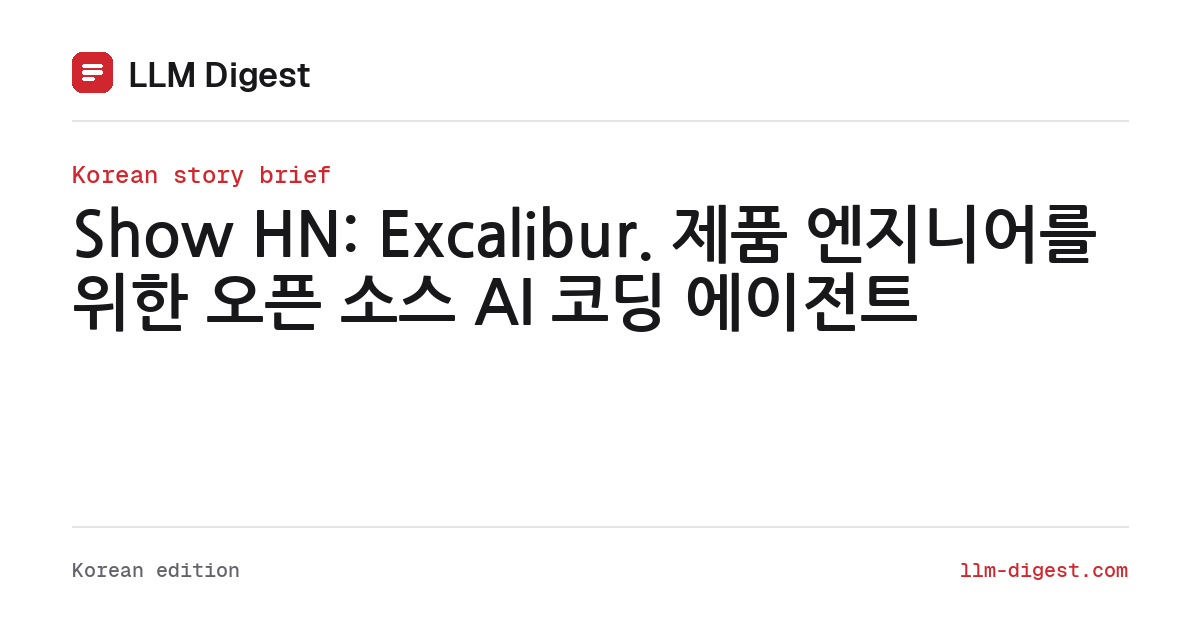 LLM Digest
Korean story brief
Show HN: Excalibur. 제품 엔지니어를
위한 오픈 소스 AI 코딩 에이전트
Korean edition
llm-digest.com